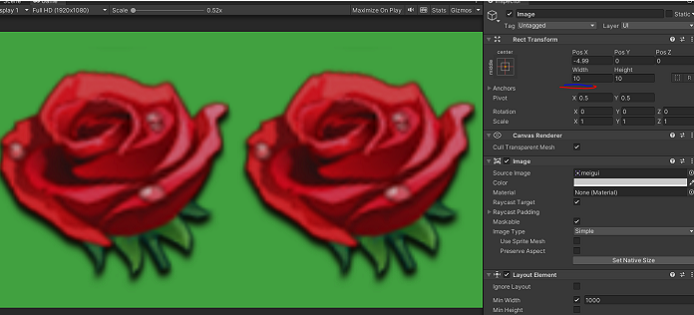 Display 1 Full HD (1920x1080) Scale 0.52x Maximize On Play Stats Gizmos
Image Static
Tag Untagged Layer UI
Rect Transform
center Pos X Pos Y Pos Z
middle -4.99 0 0
Width Height
10 10
Anchors
Pivot X 0.5 Y 0.5
Rotation X 0 Y 0 Z 0
Scale X 1 Y 1 Z 1
Canvas Renderer
Cull Transparent Mesh
Image
Source Image meigui
Color
Material None (Material)
Raycast Target
Raycast Padding
Maskable
Image Type Simple
Use Sprite Mesh
Preserve Aspect
Set Native Size
Layout Element
Ignore Layout
Min Width 1000
Min Height